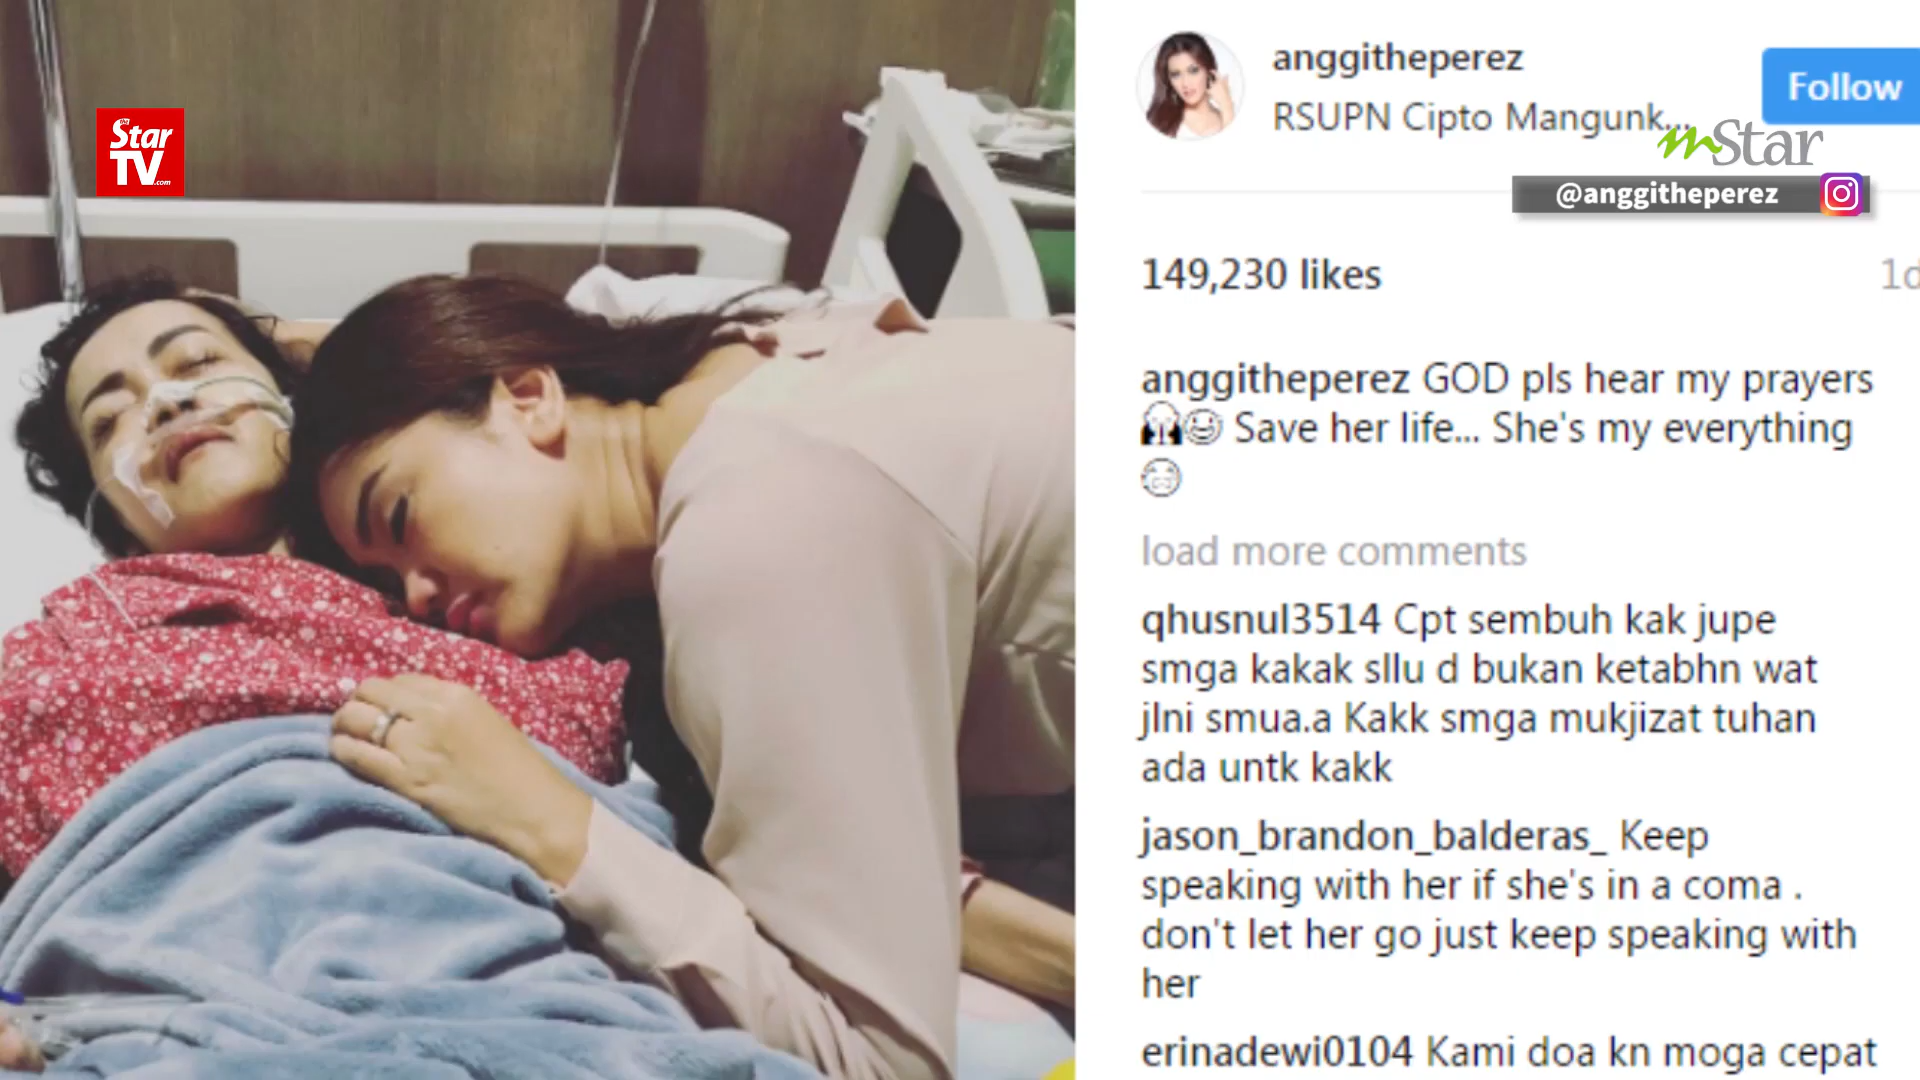 the Star
TV.com
anggitheperez
RSUPN Cipto Mangunk...
Follow
mStar
@anggitheperez
149,230 likes
1d
anggitheperez GOD pls hear my prayers
Save her life... She's my everything
load more comments
qhusnul3514 Cpt sembuh kak jupe
smga kakak sllu d bukan ketabhn wat
jlni smua.a Kakk smga mukjizat tuhan
ada untk kakk
jason_brandon_balderas_ Keep
speaking with her if she's in a coma .
don't let her go just keep speaking with
her
erinadewi0104 Kami doa kn moga cepat